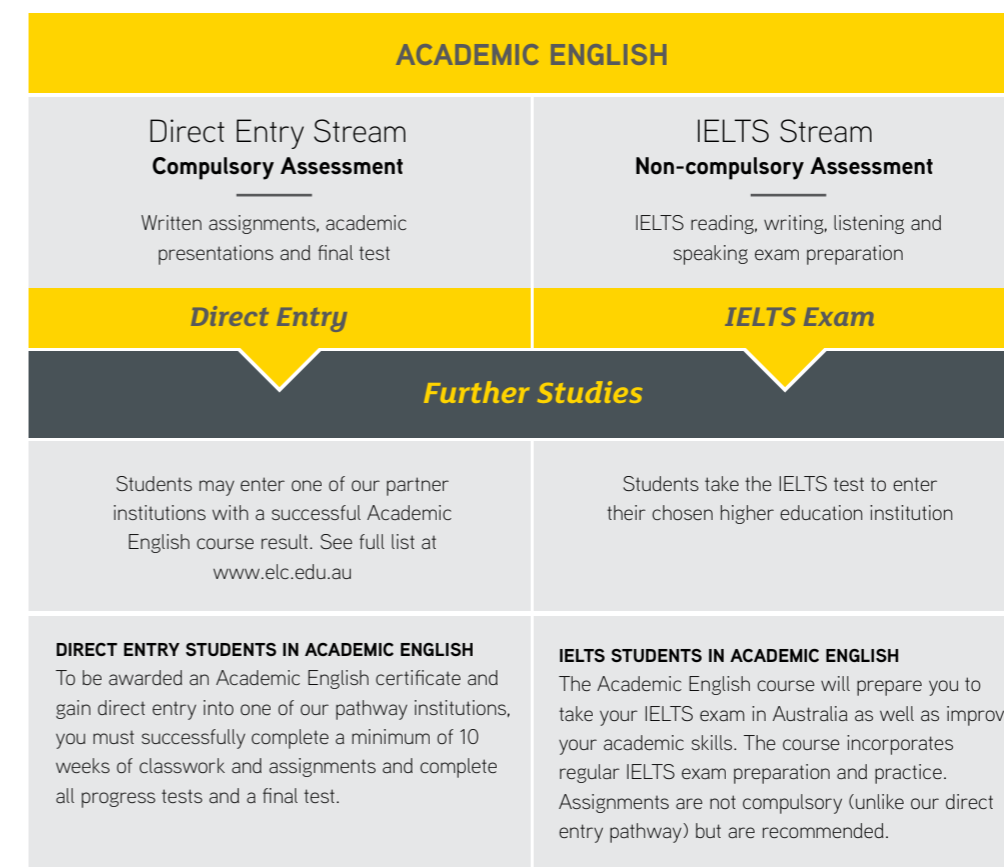 ACADEMIC ENGLISH
Direct Entry Stream
Compulsory Assessment
Written assignments, academic
presentations and final test
IELTS Stream
Non-compulsory Assessment
IELTS reading, writing, listening and
speaking exam preparation
Direct Entry
IELTS Exam
Further Studies
Students may enter one of our partner
institutions with a successful Academic
English course result. See full list at
www.elc.edu.au
Students take the IELTS test to enter
their chosen higher education institution
DIRECT ENTRY STUDENTS IN ACADEMIC ENGLISH
To be awarded an Academic English certificate and
gain direct entry into one of our pathway institutions,
you must successfully complete a minimum of 10
weeks of classwork and assignments and complete
all progress tests and a final test.
IELTS STUDENTS IN ACADEMIC ENGLISH
The Academic English course will prepare you to
take your IELTS exam in Australia as well as improv
your academic skills. The course incorporates
regular IELTS exam preparation and practice.
Assignments are not compulsory (unlike our direct
entry pathway) but are recommended.